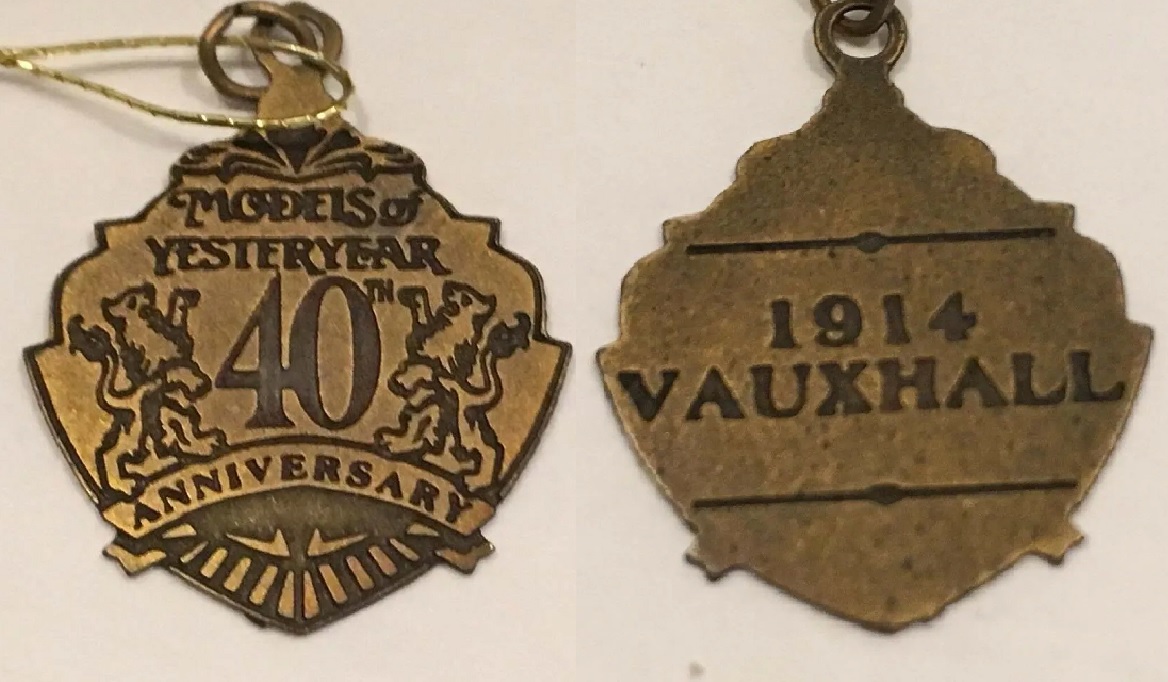 MODELS of
YESTERYEAR
40TH
ANNIVERSARY
1914
VAUXHALL